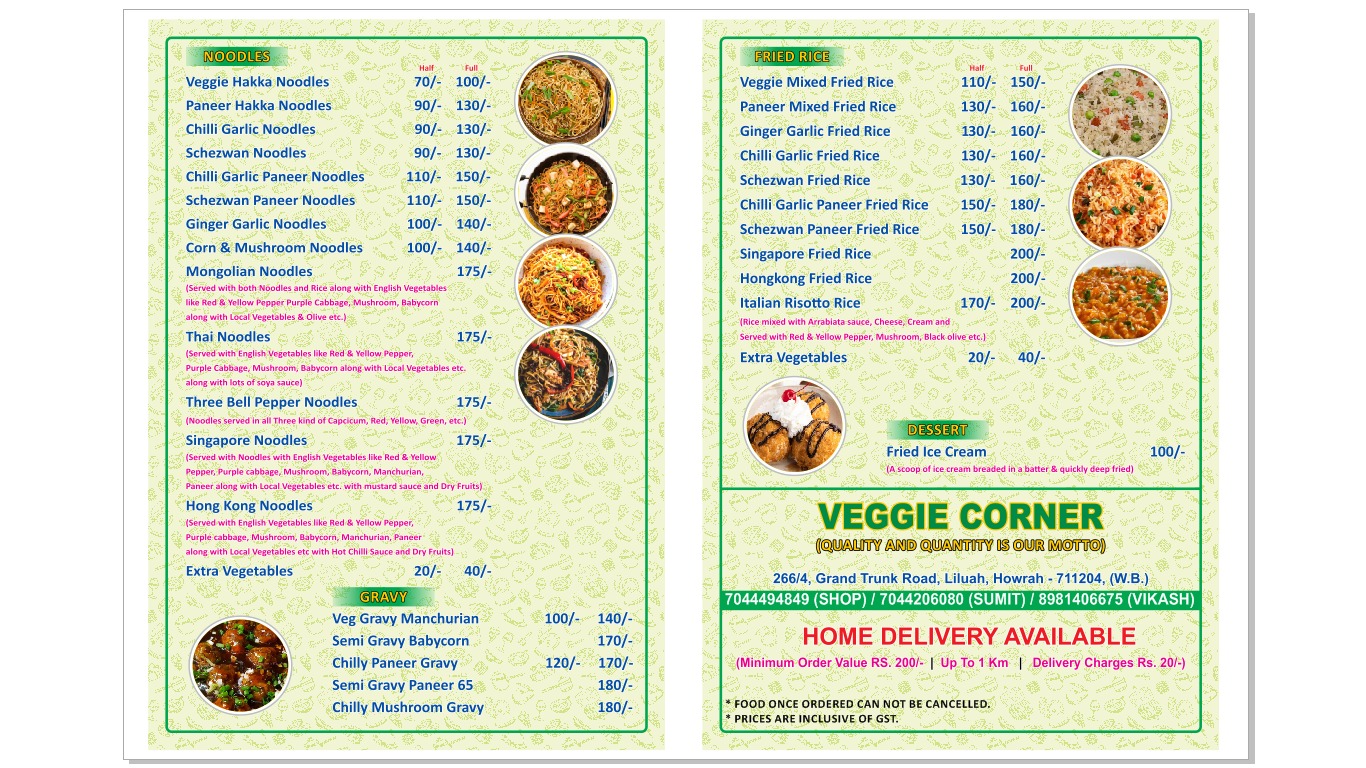 NOODLES
Half Full
Veggie Hakka Noodles 70/- 100/-
Paneer Hakka Noodles 90/- 130/-
Chilli Garlic Noodles 90/- 130/-
Schezwan Noodles 90/- 130/-
Chilli Garlic Paneer Noodles 110/- 150/-
Schezwan Paneer Noodles 110/- 150/-
Ginger Garlic Noodles 100/- 140/-
Corn & Mushroom Noodles 100/- 140/-
Mongolian Noodles 175/-
(Served with both Noodles and Rice along with English Vegetables
like Red & Yellow Pepper Purple Cabbage, Mushroom, Babycorn
along with Local Vegetables & Olive etc.)
Thai Noodles 175/-
(Served with English Vegetables like Red & Yellow Pepper,
Purple Cabbage, Mushroom, Babycorn along with Local Vegetables etc.
along with lots of soya sauce)
Three Bell Pepper Noodles 175/-
(Noodles served in all Three kind of Capcicum, Red, Yellow, Green, etc.)
Singapore Noodles 175/-
(Served with Noodles with English Vegetables like Red & Yellow
Pepper, Purple cabbage, Mushroom, Babycorn, Manchurian,
Paneer along with Local Vegetables etc. with mustard sauce and Dry Fruits)
Hong Kong Noodles 175/-
(Served with English Vegetables like Red & Yellow Pepper,
Purple cabbage, Mushroom, Babycorn, Manchurian, Paneer
along with Local Vegetables etc with Hot Chilli Sauce and Dry Fruits)
Extra Vegetables 20/- 40/-
GRAVY
Veg Gravy Manchurian 100/- 140/-
Semi Gravy Babycorn 170/-
Chilly Paneer Gravy 120/- 170/-
Semi Gravy Paneer 65 180/-
Chilly Mushroom Gravy 180/-
FRIED RICE
Half Full
Veggie Mixed Fried Rice 110/- 150/-
Paneer Mixed Fried Rice 130/- 160/-
Ginger Garlic Fried Rice 130/- 160/-
Chilli Garlic Fried Rice 130/- 160/-
Schezwan Fried Rice 130/- 160/-
Chilli Garlic Paneer Fried Rice 150/- 180/-
Schezwan Paneer Fried Rice 150/- 180/-
Singapore Fried Rice 200/-
Hongkong Fried Rice 200/-
Italian Risotto Rice 170/- 200/-
(Rice mixed with Arrabiata sauce, Cheese, Cream and
Served with Red & Yellow Pepper, Mushroom, Black olive etc.)
Extra Vegetables 20/- 40/-
DESSERT
Fried Ice Cream 100/-
(A scoop of ice cream breaded in a batter & quickly deep fried)
VEGGIE CORNER
(QUALITY AND QUANTITY IS OUR MOTTO)
266/4, Grand Trunk Road, Liluah, Howrah - 711204, (W.B.)
7044494849 (SHOP) / 7044206080 (SUMIT) / 8981406675 (VIKASH)
HOME DELIVERY AVAILABLE
(Minimum Order Value RS. 200/- | Up To 1 Km | Delivery Charges Rs. 20/-)
* FOOD ONCE ORDERED CAN NOT BE CANCELLED.
* PRICES ARE INCLUSIVE OF GST.